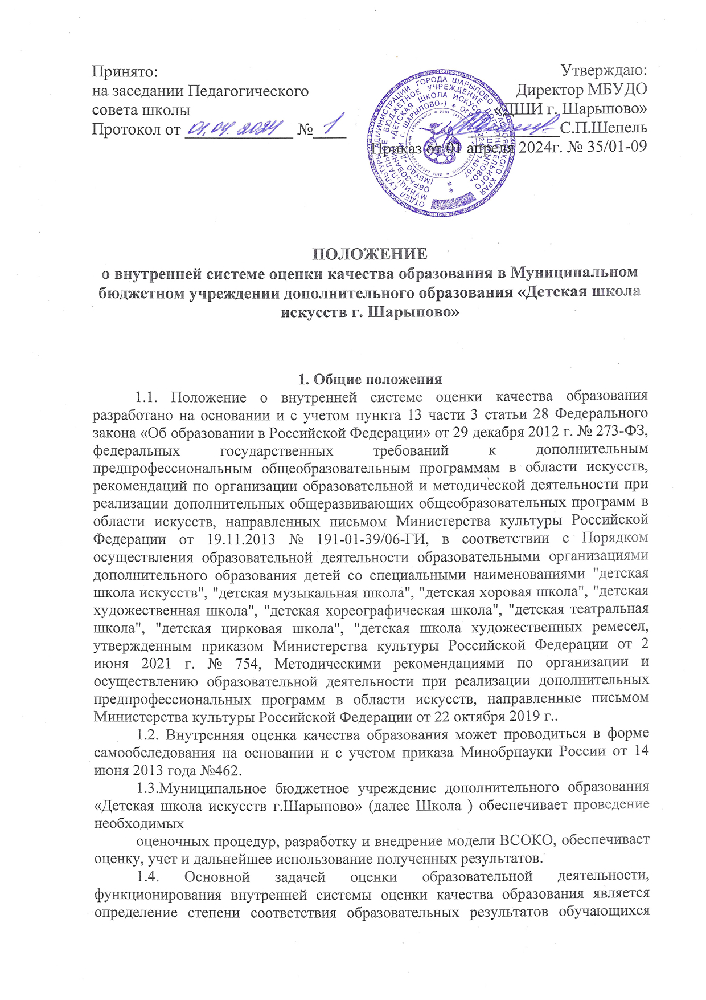 Принято:
на заседании Педагогического
совета школы
Протокол от 01.04.2024 № 1
Утверждаю:
Директор МБУДО
«ДШИ г. Шарыпово»
С.П.Шепель
Приказ от 01 апреля 2024г. № 35/01-09
ОТДЕЛ КУЛЬТУРЫ АДМИНИСТРАЦИИ ГОРОДА ШАРЫПОВО КРАСНОЯРСКОГО КРАЯ
МУНИЦИПАЛЬНОЕ БЮДЖЕТНОЕ УЧРЕЖДЕНИЕ ДОПОЛНИТЕЛЬНОГО
ОБРАЗОВАНИЯ «ДЕТСКАЯ ШКОЛА ИСКУССТВ г. ШАРЫПОВО»
(МБУДО «ДШИ г. ШАРЫПОВО») * ОГРН
ПОЛОЖЕНИЕ
о внутренней системе оценки качества образования в Муниципальном
бюджетном учреждении дополнительного образования «Детская школа
искусств г. Шарыпово»
1. Общие положения
1.1. Положение о внутренней системе оценки качества образования
разработано на основании и с учетом пункта 13 части 3 статьи 28 Федерального
закона «Об образовании в Российской Федерации» от 29 декабря 2012 г. № 273-ФЗ,
федеральных государственных требований к дополнительным
предпрофессиональным общеобразовательным программам в области искусств,
рекомендаций по организации образовательной и методической деятельности при
реализации дополнительных общеразвивающих общеобразовательных программ в
области искусств, направленных письмом Министерства культуры Российской
Федерации от 19.11.2013 № 191-01-39/06-ГИ, в соответствии с Порядком
осуществления образовательной деятельности образовательными организациями
дополнительного образования детей со специальными наименованиями "детская
школа искусств", "детская музыкальная школа", "детская хоровая школа", "детская
художественная школа", "детская хореографическая школа", "детская театральная
школа", "детская цирковая школа", "детская школа художественных ремесел,
утвержденным приказом Министерства культуры Российской Федерации от 2
июня 2021 г. № 754, Методическими рекомендациями по организации и
осуществлению образовательной деятельности при реализации дополнительных
предпрофессиональных программ в области искусств, направленные письмом
Министерства культуры Российской Федерации от 22 октября 2019 г..
1.2. Внутренняя оценка качества образования может проводиться в форме
самообследования на основании и с учетом приказа Минобрнауки России от 14
июня 2013 года №462.
1.3.Муниципальное бюджетное учреждение дополнительного образования
«Детская школа искусств г.Шарыпово» (далее Школа ) обеспечивает проведение
необходимых
оценочных процедур, разработку и внедрение модели ВСОКО, обеспечивает
оценку, учет и дальнейшее использование полученных результатов.
1.4. Основной задачей оценки образовательной деятельности,
функционирования внутренней системы оценки качества образования является
определение степени соответствия образовательных результатов обучающихся